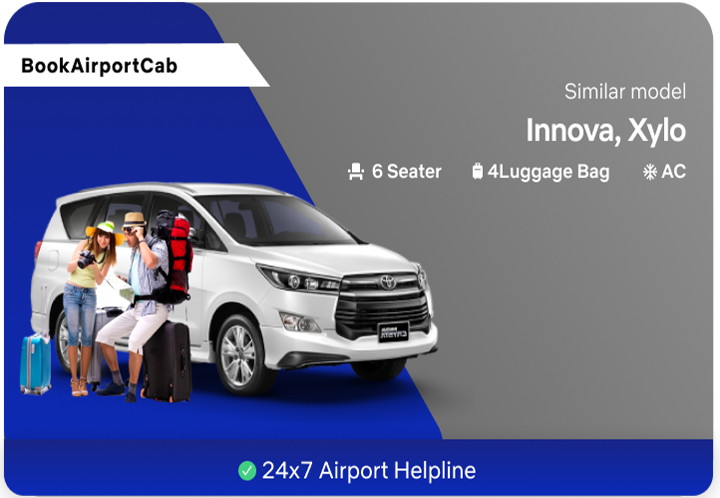 BookAirportCab
Similar model
Innova, Xylo
6 Seater 4Luggage Bag AC
24x7 Airport Helpline